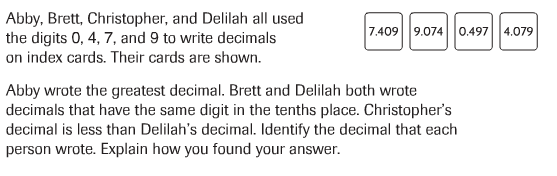 Abby, Brett, Christopher, and Delilah all used
the digits 0, 4, 7, and 9 to write decimals
on index cards. Their cards are shown.
7.409 9.074 0.497 4.079
Abby wrote the greatest decimal. Brett and Delilah both wrote
decimals that have the same digit in the tenths place. Christopher's
decimal is less than Delilah's decimal. Identify the decimal that each
person wrote. Explain how you found your answer.